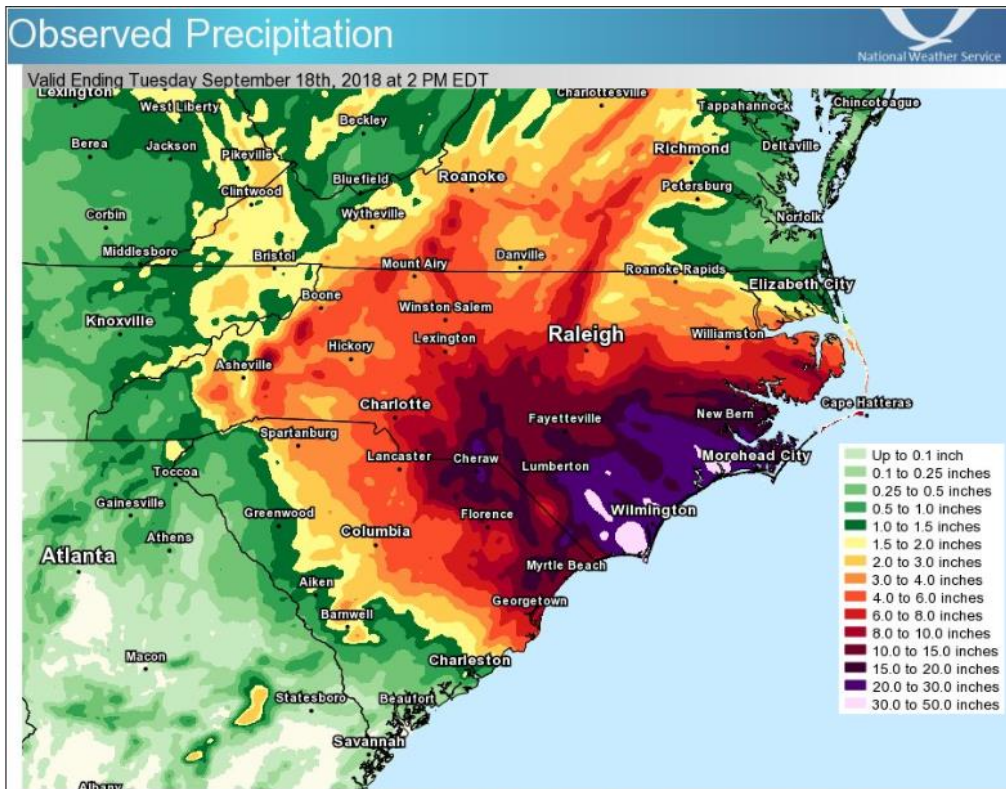 Observed Precipitation
National Weather Service
Valid Ending Tuesday September 18th, 2018 at 2 PM EDT
Lexington
West Liberty
Beckley
Charlottesville
Tappahannock
Chincoteague
Berea
Jackson
Pikeville
Richmond
Deltaville
Clintwood
Bluefield
Roanoke
Petersburg
Corbin
Wytheville
Norfolk
Middlesboro
Bristol
Mount Airy
Danville
Roanoke Rapids
Elizabeth City
Boone
Knoxville
Winston Salem
Hickory
Lexington
Raleigh
Williamston
Asheville
Cape Hatteras
Charlotte
Fayetteville
New Bern
Spartanburg
Morehead City
Toccoa
Lancaster
Cheraw
Lumberton
Gainesville
Greenwood
Florence
Wilmington
Columbia
Athens
Atlanta
Myrtle Beach
Aiken
Georgetown
Barnwell
Macon
Charleston
Statesboro
Beaufort
Savannah
Albany
Up to 0.1 inch
0.1 to 0.25 inches
0.25 to 0.5 inches
0.5 to 1.0 inches
1.0 to 1.5 inches
1.5 to 2.0 inches
2.0 to 3.0 inches
3.0 to 4.0 inches
4.0 to 6.0 inches
6.0 to 8.0 inches
8.0 to 10.0 inches
10.0 to 15.0 inches
15.0 to 20.0 inches
20.0 to 30.0 inches
30.0 to 50.0 inches